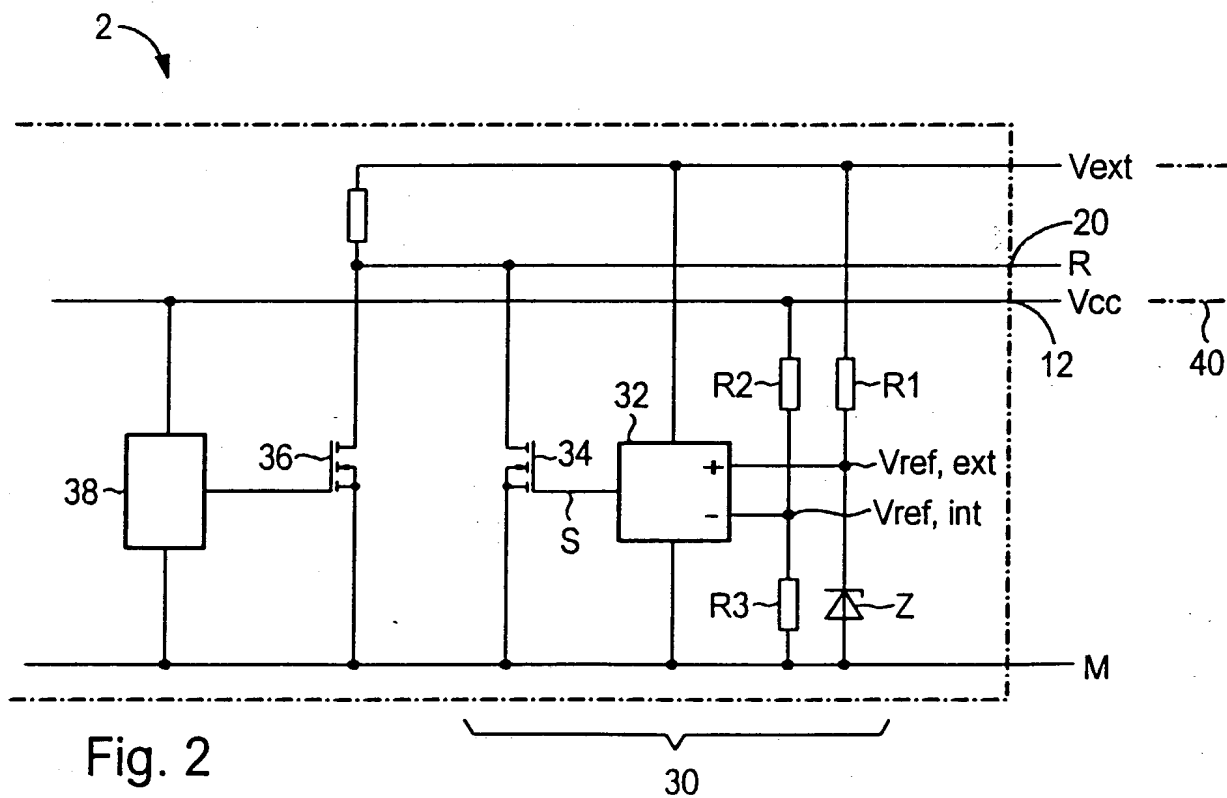 2
Vext
20
R
Vcc
12
40
R2
R1
32
36
34
+
Vref, ext
38
-
Vref, int
S
R3
Z
M
Fig. 2
30